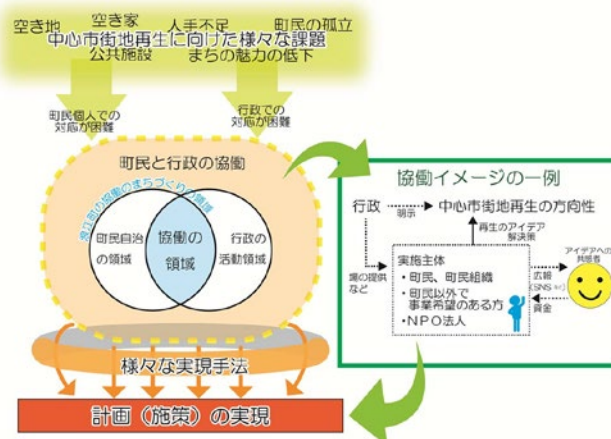 空き地
空き家
人手不足
町民の孤立
中心市街地再生に向けた様々な課題
公共施設
まちの魅力の低下
町民個人での
対応が困難
行政での
対応が困難
町民と行政の協働
浪江町の協働のまちづくりの領域
町民自治
の領域
協働の
領域
行政の
活動領域
様々な実現手法
計画(施策)の実現
協働イメージの一例
行政
明示
中心市街地再生の方向性
再生のアイデア
解決策
場の提供
など
実施主体
・町民、町民組織
・町民以外で
事業希望のある方
・NPO法人
アイデアへの
共感者
広報
(SNS など)
資金